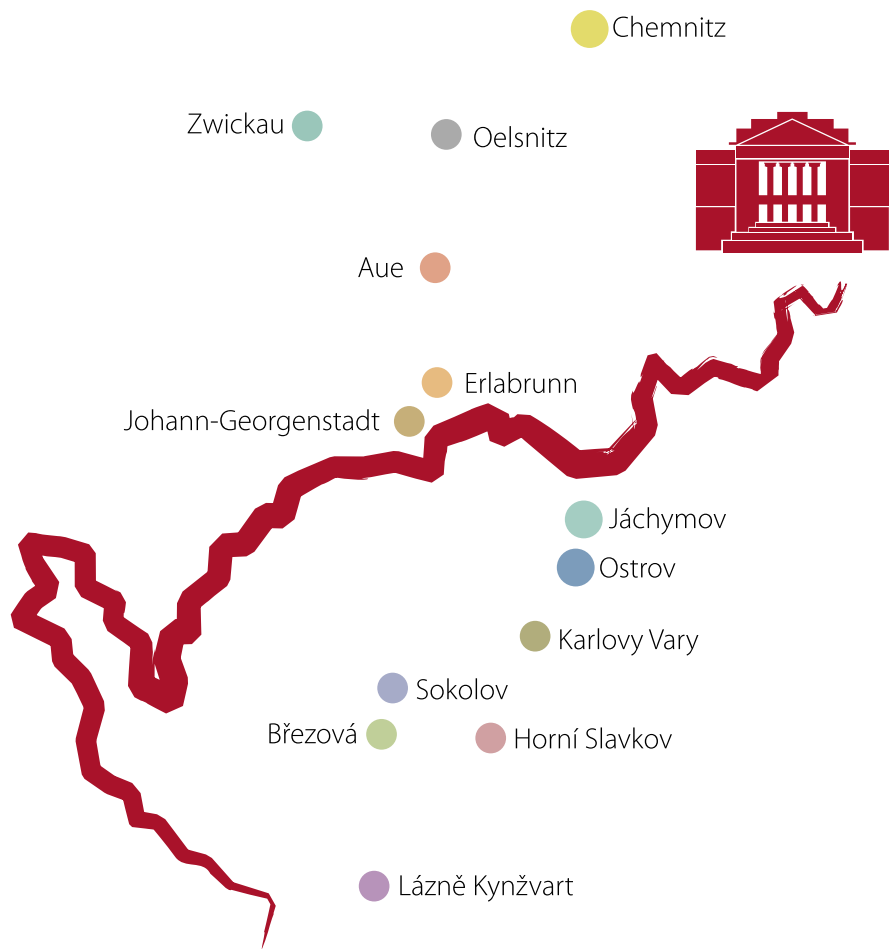 Chemnitz
Zwickau
Oelsnitz
Aue
Erlabrunn
Johann-Georgenstadt
Jáchymov
Ostrov
Karlovy Vary
Sokolov
Březová
Horní Slavkov
Lázně Kynžvart